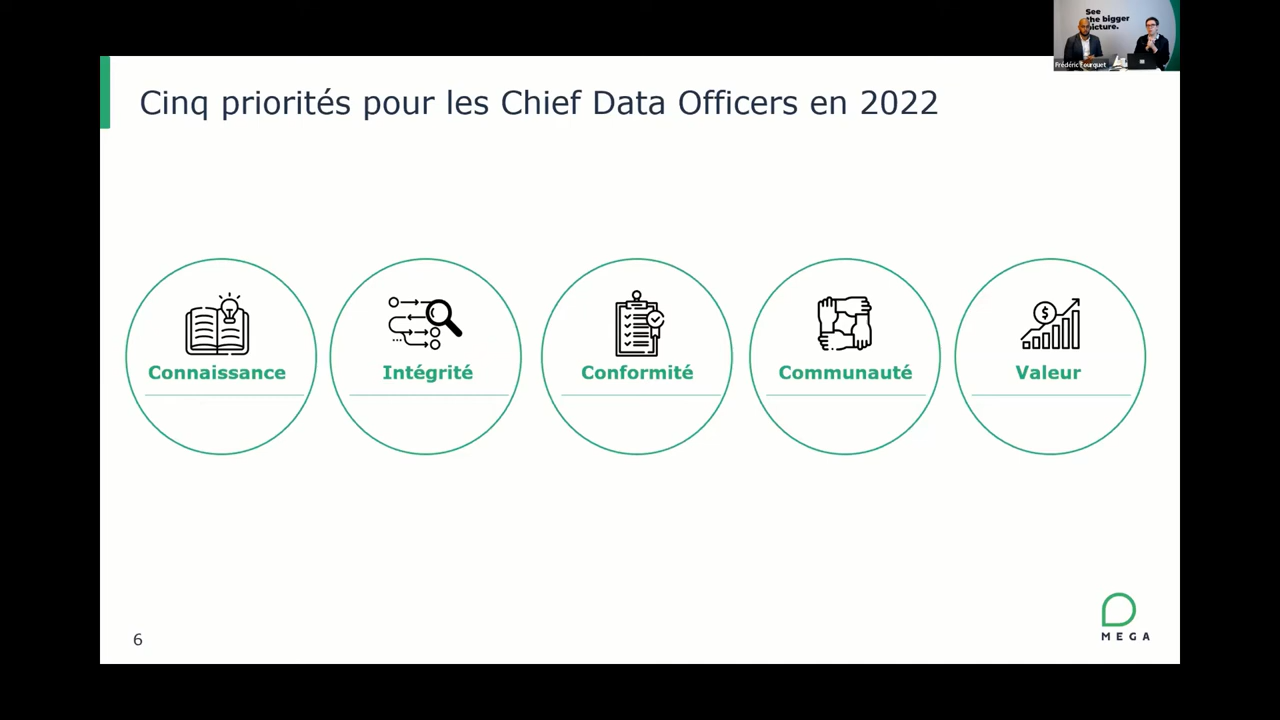 See
the bigger
picture.
Frédéric Fourquet
Cinq priorités pour les Chief Data Officers en 2022
Connaissance
Intégrité
Conformité
Communauté
Valeur
6
MEGA